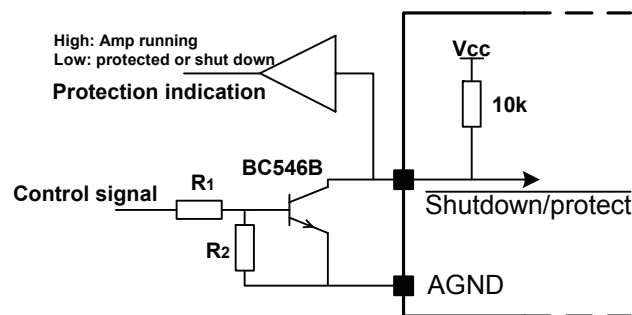 High: Amp running
Low: protected or shut down
Protection indication
Vcc
10k
BC546B
R1
Control signal
Shutdown/protect
R2
AGND